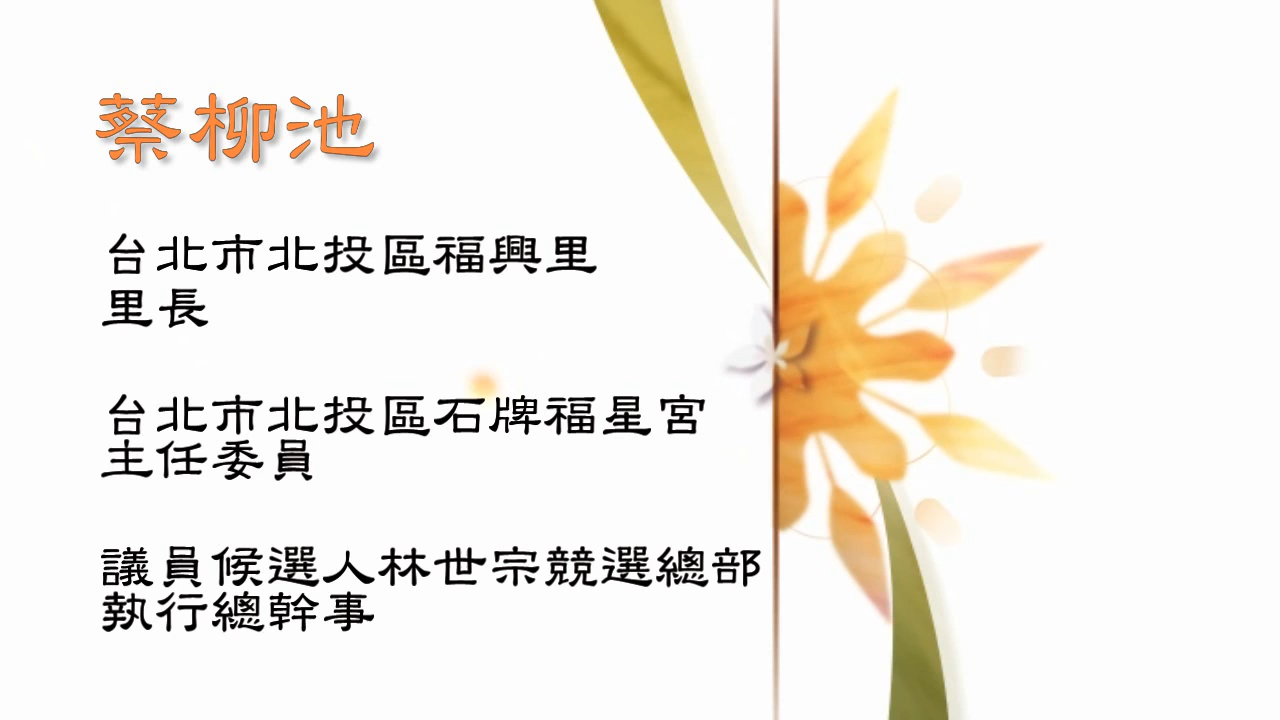 蔡柳池
台北市北投區福興里
里長
台北市北投區石牌福星宮
主任委員
議員候選人林世宗競選總部
執行總幹事